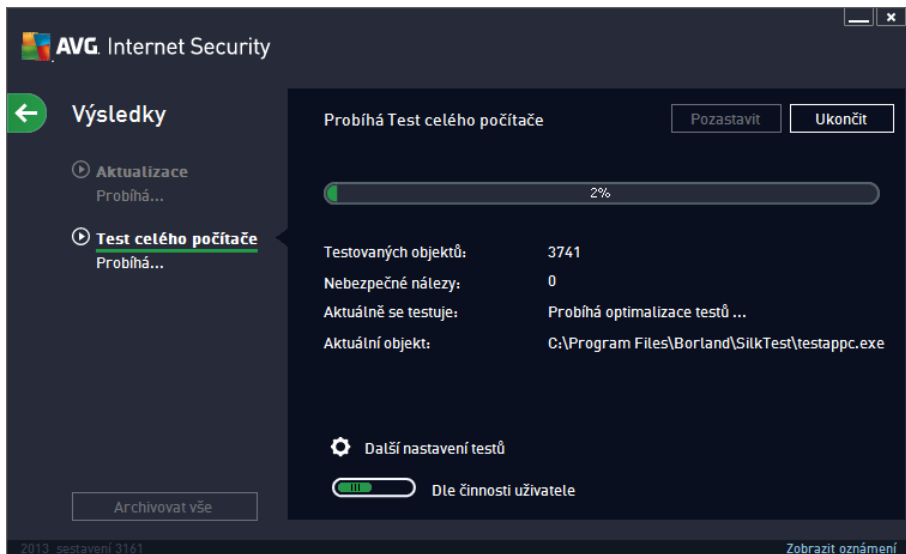 AVG. Internet Security
Výsledky
Aktualizace
Probíhá...
Test celého počítače
Probíhá...
Archivovat vše
Probíhá Test celého počítače
Pozastavit
Ukončit
2%
Testovaných objektů: 3741
Nebezpečné nálezy: 0
Aktuálně se testuje: Probíhá optimalizace testů ...
Aktuální objekt: C:\Program Files\Borland\SilkTest\testappc.exe
Další nastavení testů
Dle činnosti uživatele
2013 sestavení 3161
Zobrazit oznámení